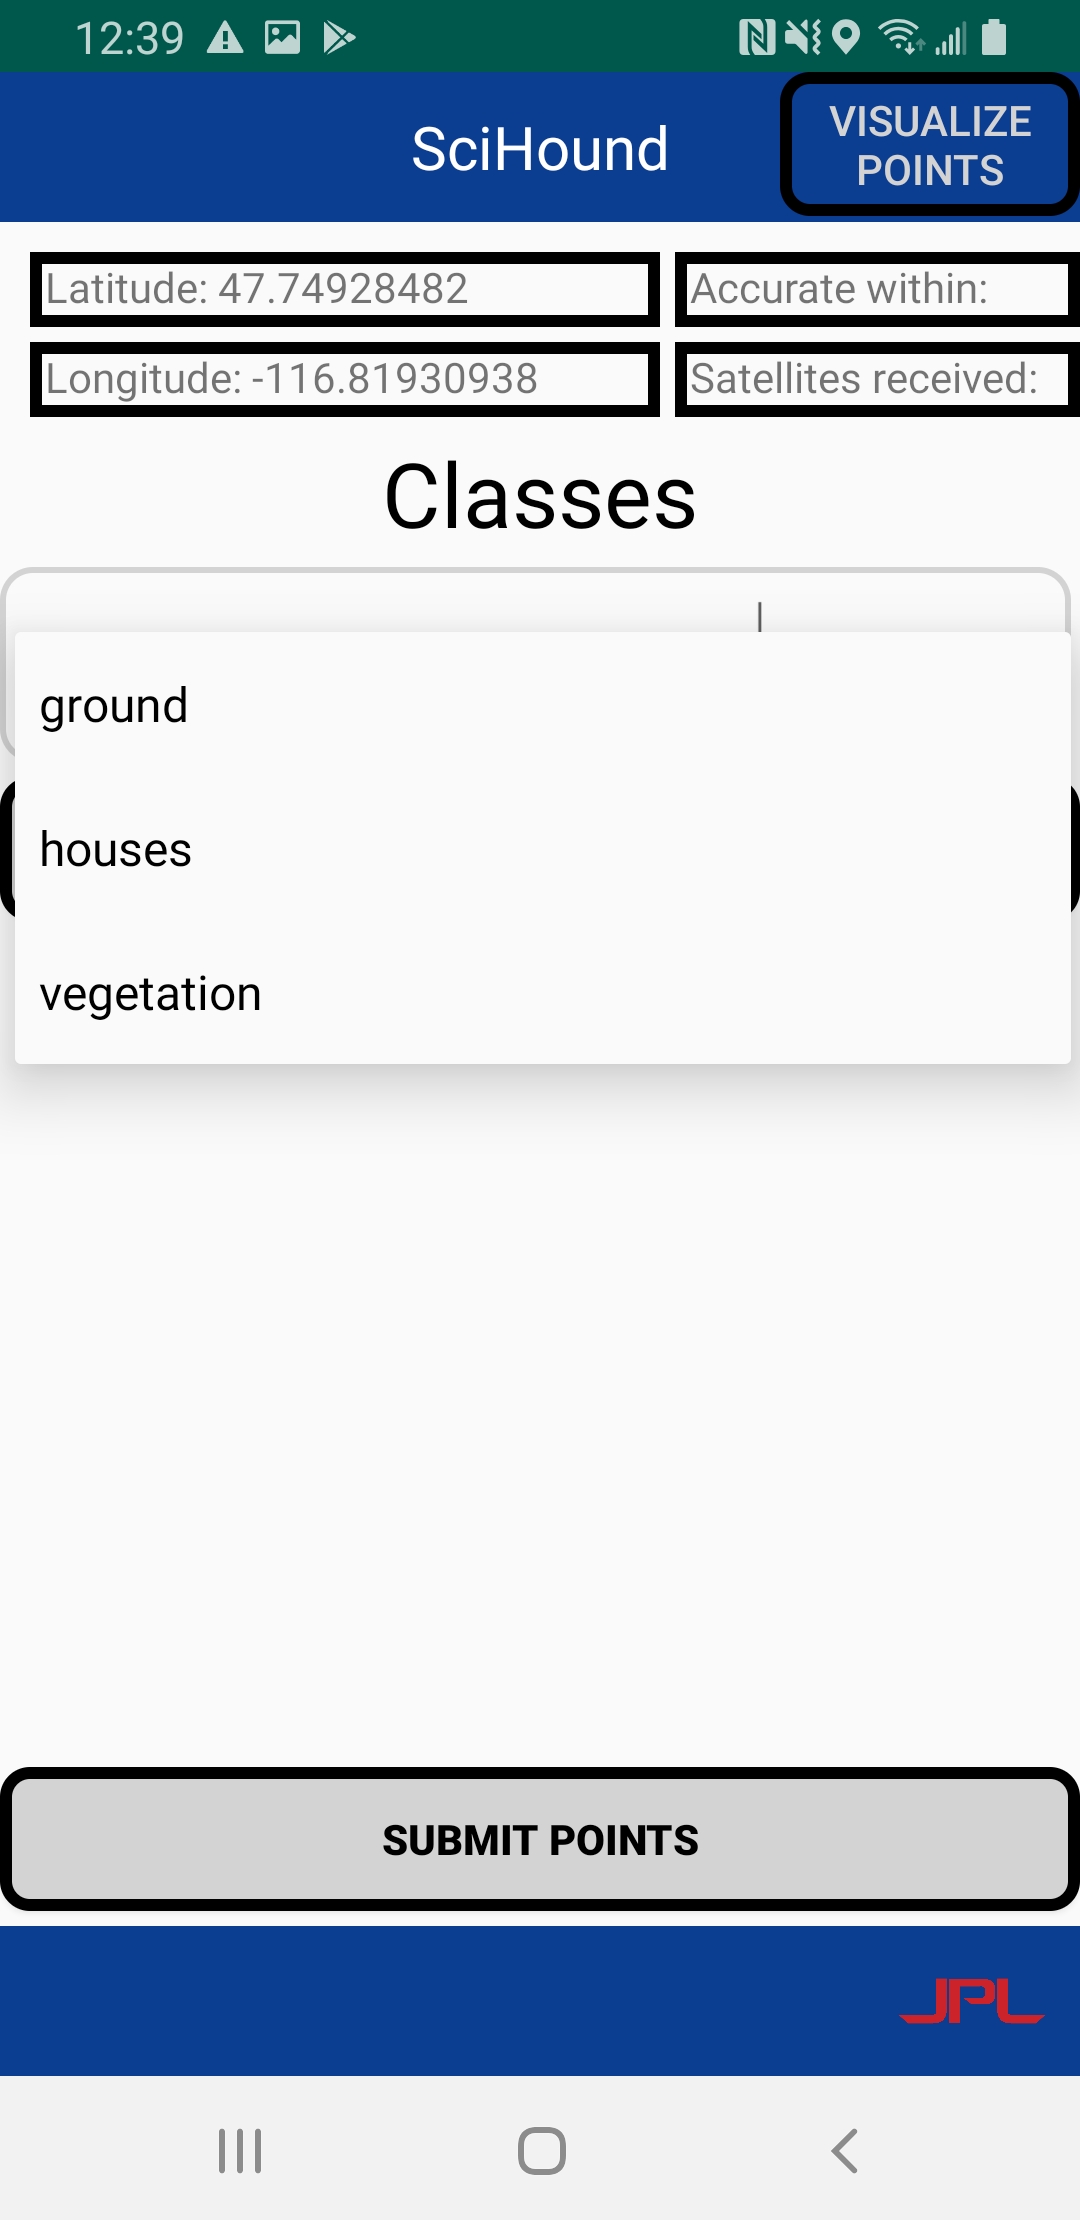 12:39
SciHound
VISUALIZE
POINTS
Latitude: 47.74928482
Accurate within:
Longitude: -116.81930938
Satellites received:
Classes
ground
houses
vegetation
SUBMIT POINTS
JPL